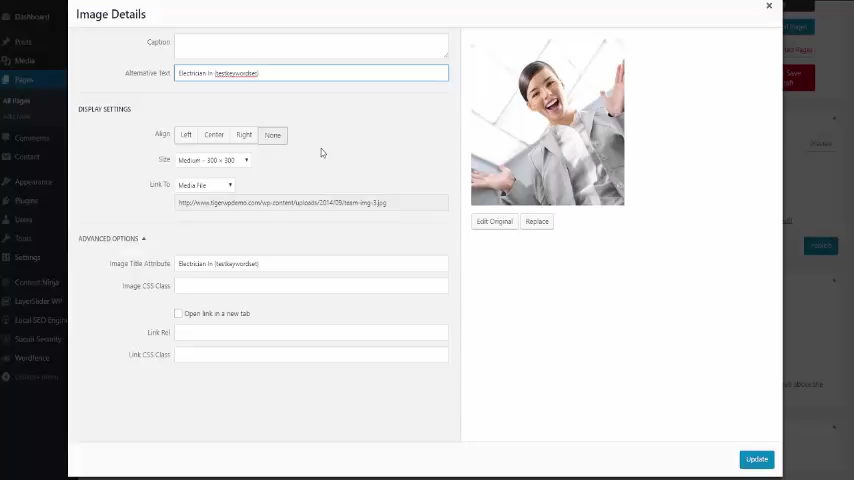 Image Details
Dashboard
Posts
Media
Pages
All Pages
Comments
Contact
Appearance
Plugins
Users
Tools
Settings
Content Ninja
LayerSlider WP
Local SEO Engin
Social Security
Wordfence
Caption
Alternative Text
Electrician In {testkeywordset}
DISPLAY SETTINGS
Align
Left
Center
Right
None
Size
Medium – 300 × 300
Link To
Media File
http://www.tigerwpdemo.com/wp-content/uploads/2014/09/team-img-3.jpg
ADVANCED OPTIONS
Image Title Attribute
Electrician In {testkeywordset}
Image CSS Class
Open link in a new tab
Link Rel
Link CSS Class
Edit Original
Replace
Update